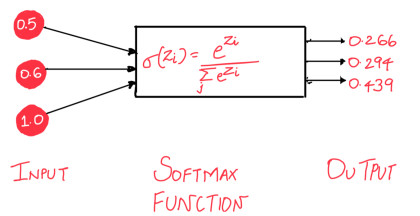 0.5
0.6
1.0
σ(zᵢ) = e^{zᵢ} / Σⱼ e^{zᵢ}
0.266
0.294
0.439
INPUT
SOFTMAX
FUNCTION
OUTPUT